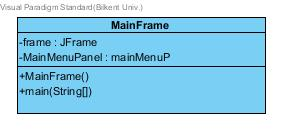 Visual Paradigm Standard(Bilkent Univ.)
MainFrame
-frame : JFrame
-MainMenuPanel : mainMenuP
+MainFrame()
+main(String[])